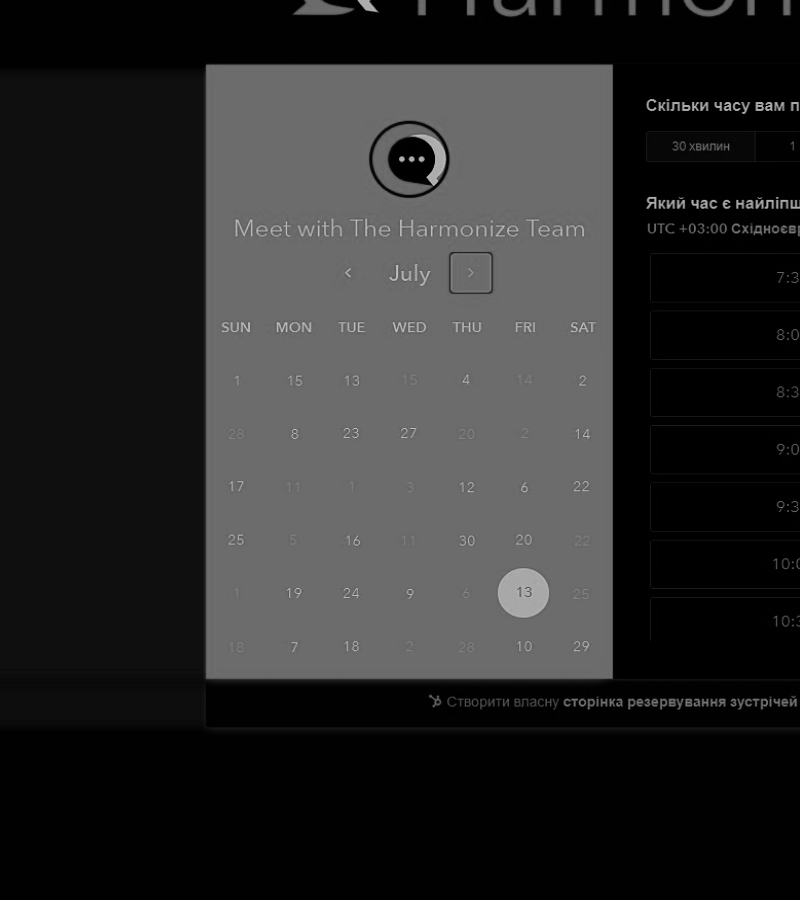 Harmon
Meet with The Harmonize Team
July
SUN MON TUE WED THU FRI SAT
1 15 13 15 4 14 2
28 8 23 27 20 2 14
17 11 1 3 12 6 22
25 5 16 11 30 20 22
1 19 24 9 6 13 25
18 7 18 2 28 10 29
Скільки часу вам п
30 хвилин 1
Який час є найліпш
UTC +03:00 Східноєвр
7:3
8:0
8:3
9:0
9:3
10:0
10:3
Створити власну сторінка резервування зустрічей